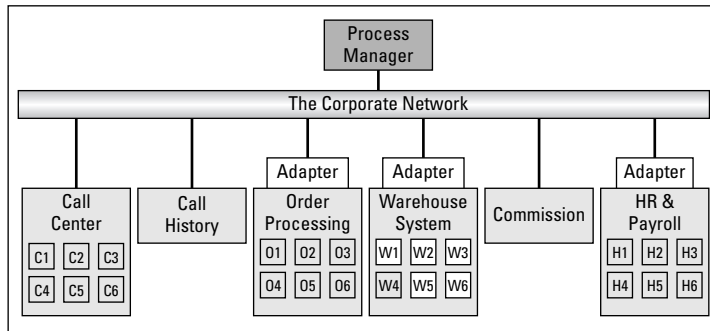 Process
Manager
The Corporate Network
Adapter Adapter Adapter
Call
Center
Call
History
Order
Processing
Warehouse
System
Commission
HR &
Payroll
C1 C2 C3
C4 C5 C6
O1 O2 O3
O4 O5 O6
W1 W2 W3
W4 W5 W6
H1 H2 H3
H4 H5 H6